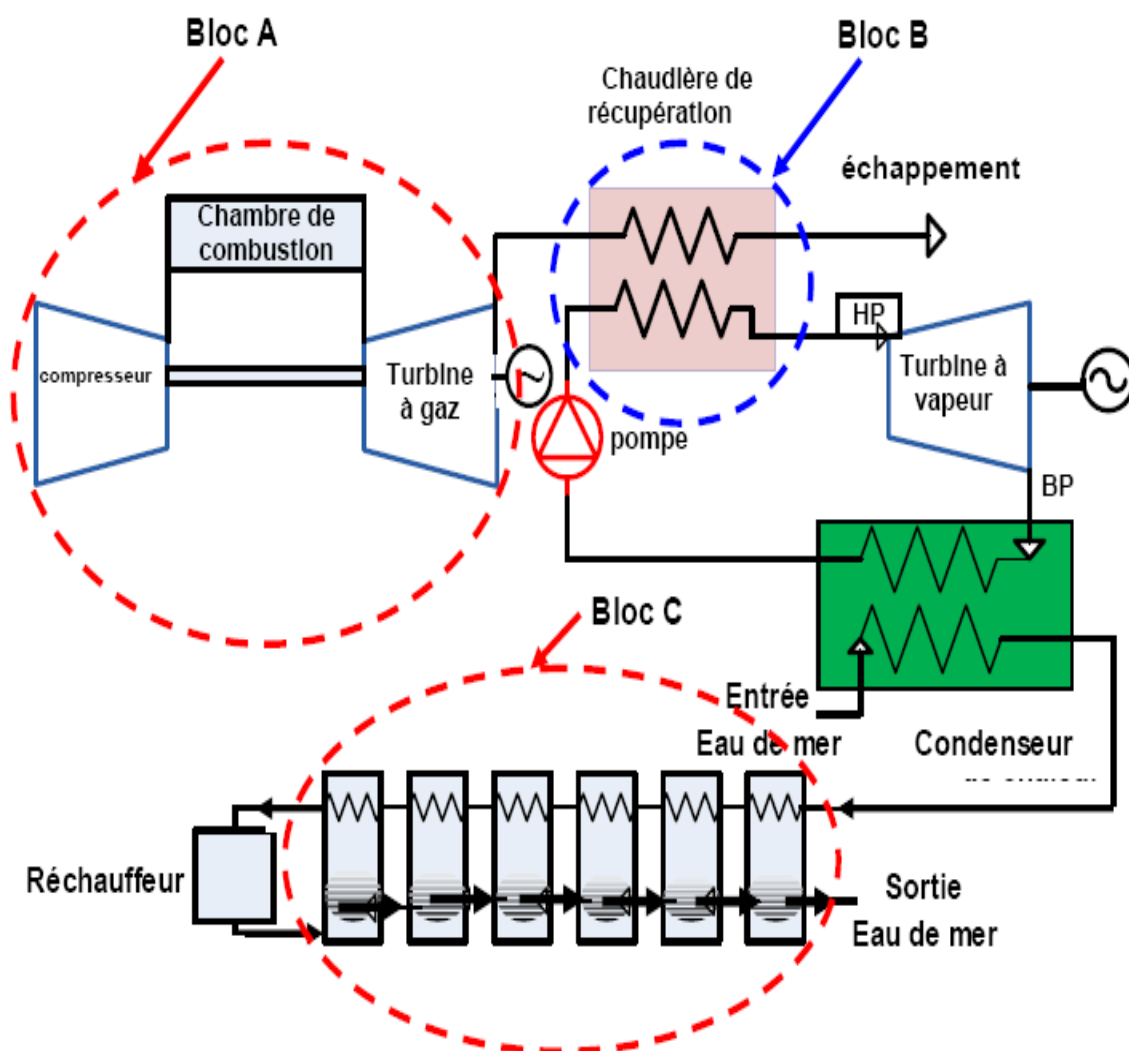 Bloc A
Bloc B
Chaudière de
récupération
échappement
Chambre de
combustion
HP
compresseur
Turbine
à gaz
Turbine à
vapeur
pompe
BP
Bloc C
Entrée
Eau de mer
Condenseur
Réchauffeur
Sortie
Eau de mer